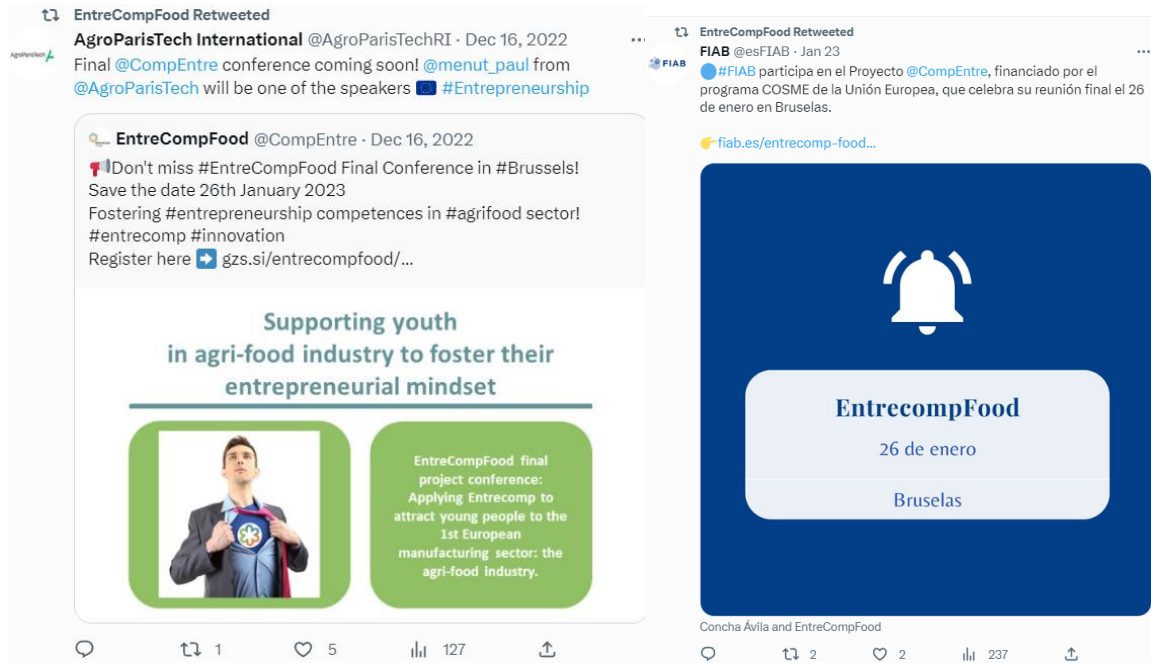 EntreCompFood Retweeted
AgroParisTech International @AgroParisTechRI · Dec 16, 2022
AgroParisTech
Final @CompEntre conference coming soon! @menut_paul from
@AgroParisTech will be one of the speakers 🇪🇺 #Entrepreneurship
EntreCompFood @CompEntre · Dec 16, 2022
📢Don't miss #EntreCompFood Final Conference in #Brussels!
Save the date 26th January 2023
Fostering #entrepreneurship competences in #agrifood sector!
#entrecomp #innovation
Register here ➡️ gzs.si/entrecompfood/...
Supporting youth
in agri-food industry to foster their
entrepreneurial mindset
EntreCompFood final
project conference:
Applying Entrecomp to
attract young people to the
1st European
manufacturing sector: the
agri-food industry.
1 5 127
EntreCompFood Retweeted
FIAB @esFIAB · Jan 23
FIAB
🔵#FIAB participa en el Proyecto @CompEntre, financiado por el
programa COSME de la Unión Europea, que celebra su reunión final el 26
de enero en Bruselas.
👉fiab.es/entrecomp-food...
EntrecompFood
26 de enero
Bruselas
Concha Ávila and EntreCompFood
2 2 237